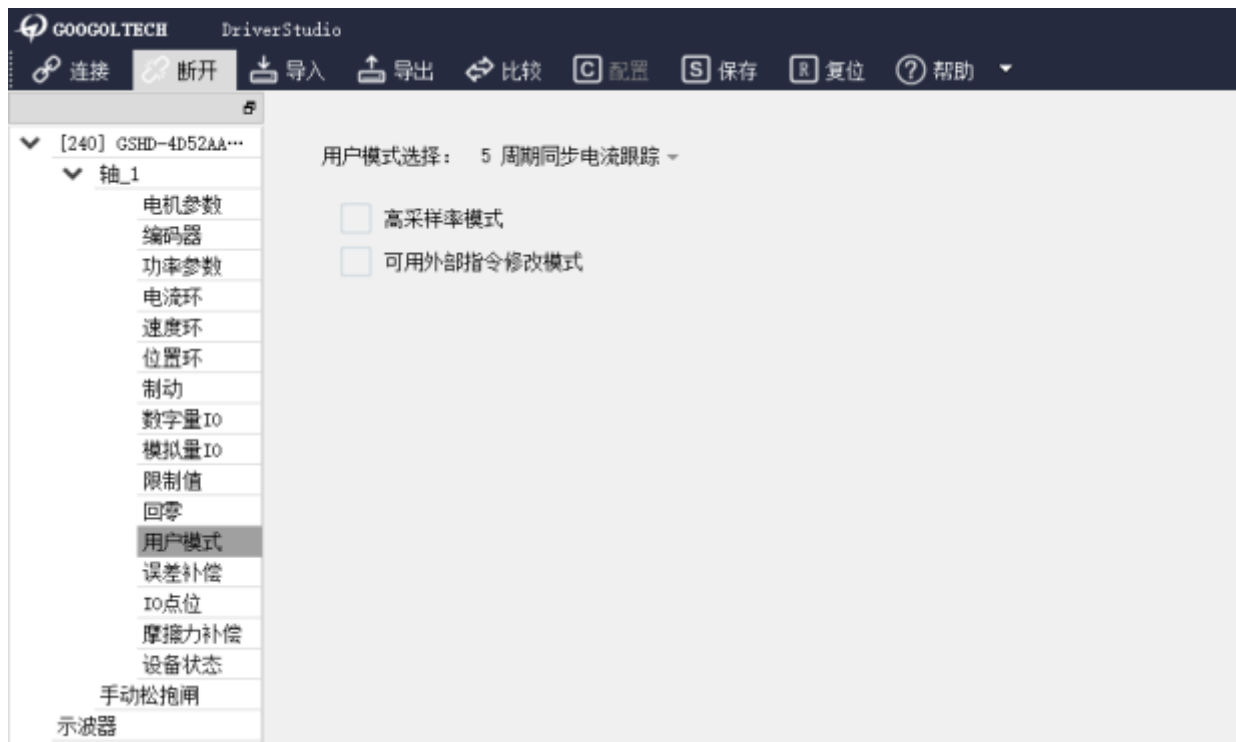 GOOGOLTECH DriverStudio
连接 断开 导入 导出 比较 C 配置 S 保存 R 复位 ? 帮助
[240] GSHD-4D52AA…
轴_1
电机参数
编码器
功率参数
电流环
速度环
位置环
制动
数字量IO
模拟量IO
限制值
回零
用户模式
误差补偿
IO点位
摩擦力补偿
设备状态
手动松抱闸
示波器
用户模式选择： 5 周期同步电流跟踪
高采样率模式
可用外部指令修改模式